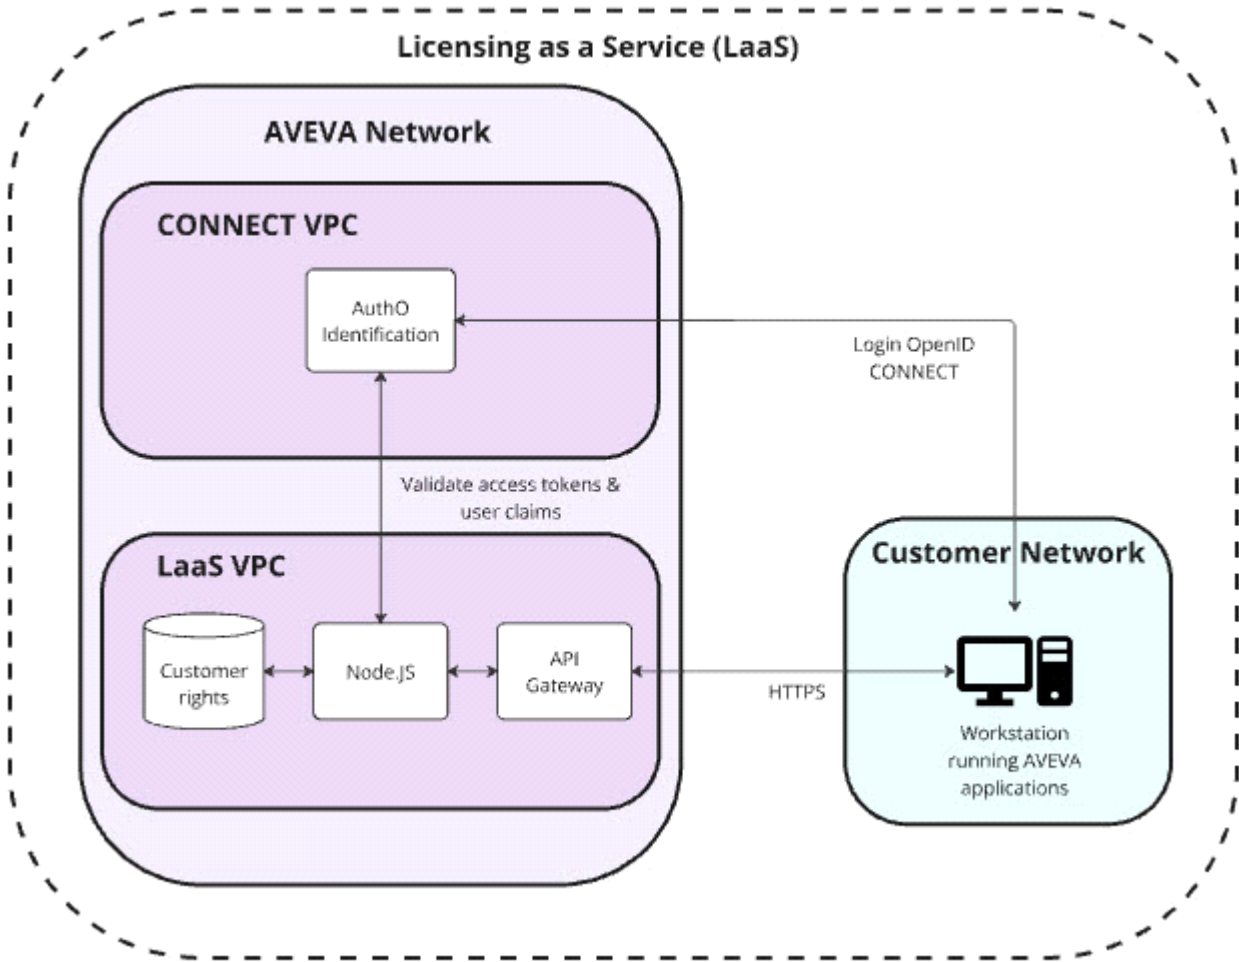 Licensing as a Service (LaaS)
AVEVA Network
CONNECT VPC
AuthO
Identification
Login OpenID
CONNECT
Validate access tokens &
user claims
LaaS VPC
Customer
rights
Node.JS
API
Gateway
HTTPS
Customer Network
Workstation
running AVEVA
applications